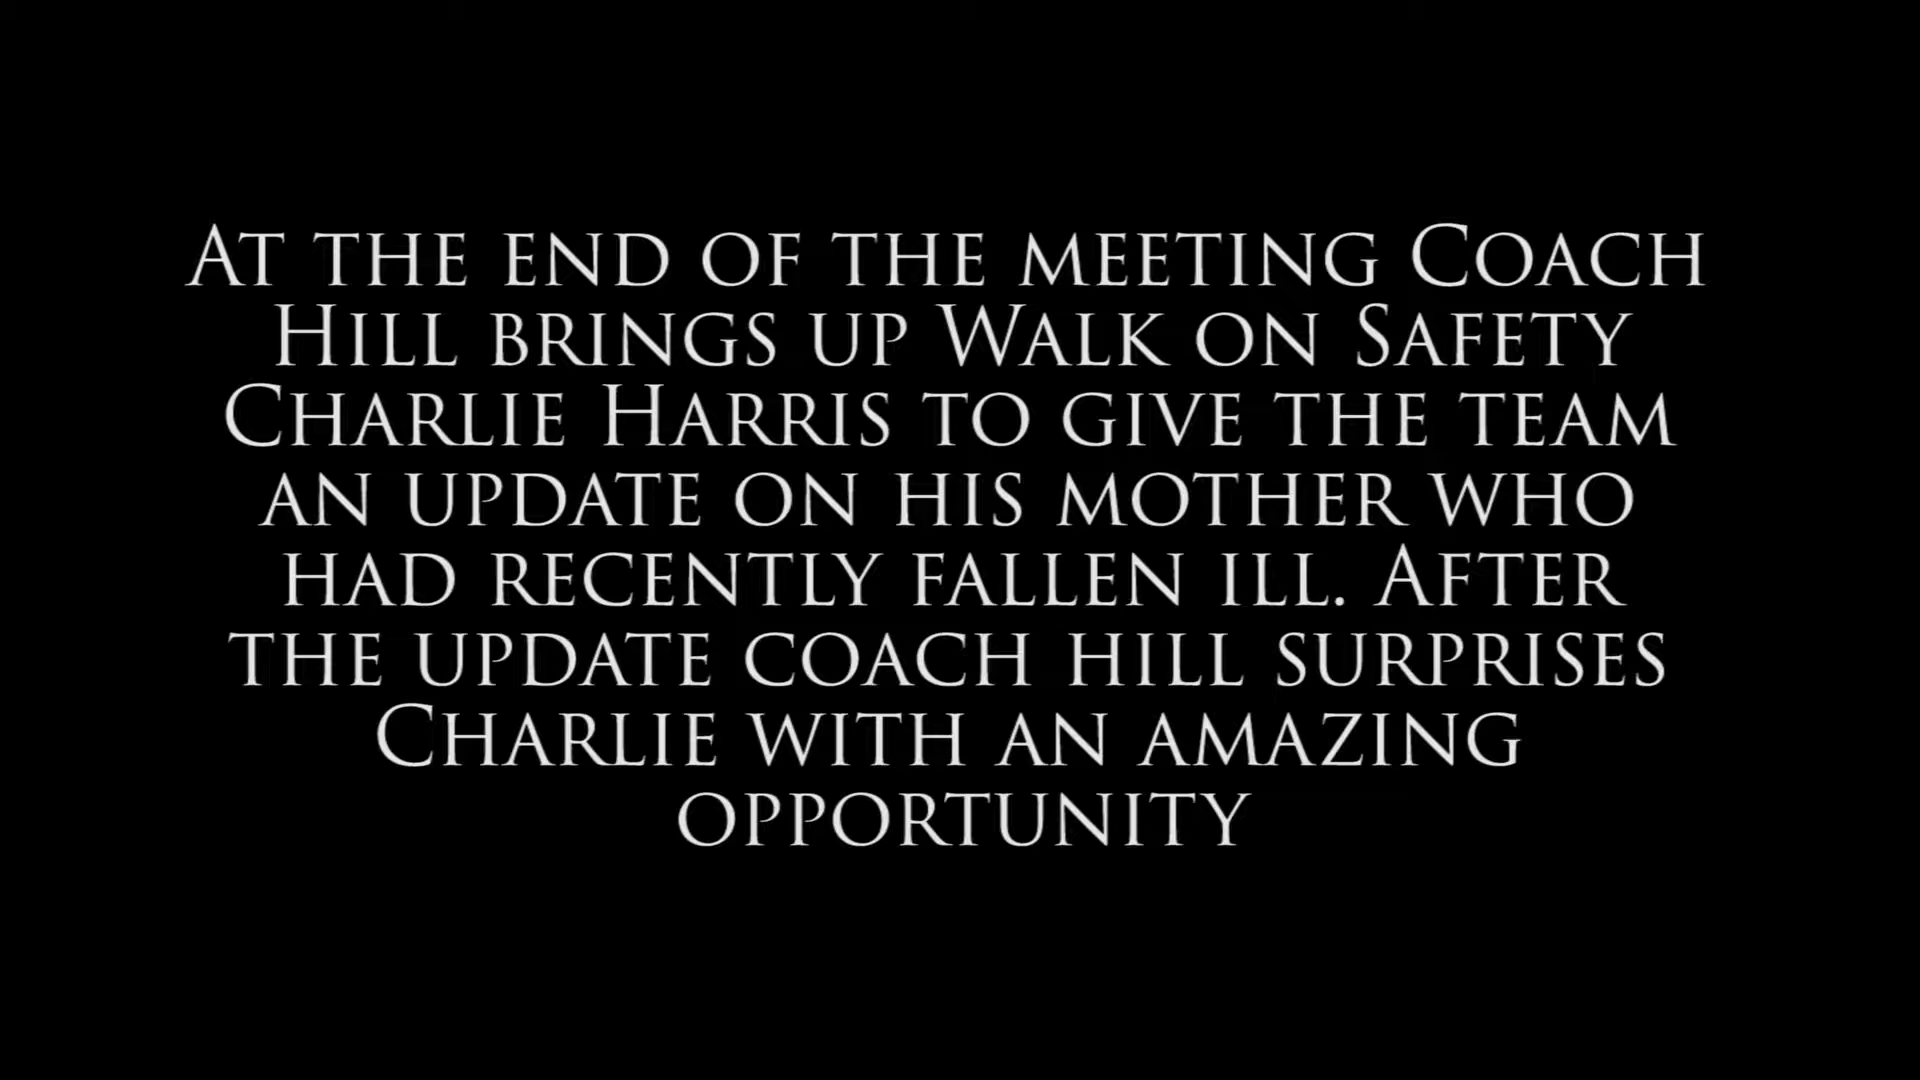 At the end of the meeting Coach
Hill brings up Walk on Safety
Charlie Harris to give the team
an update on his mother who
had recently fallen ill. After
the update coach hill surprises
Charlie with an amazing
opportunity